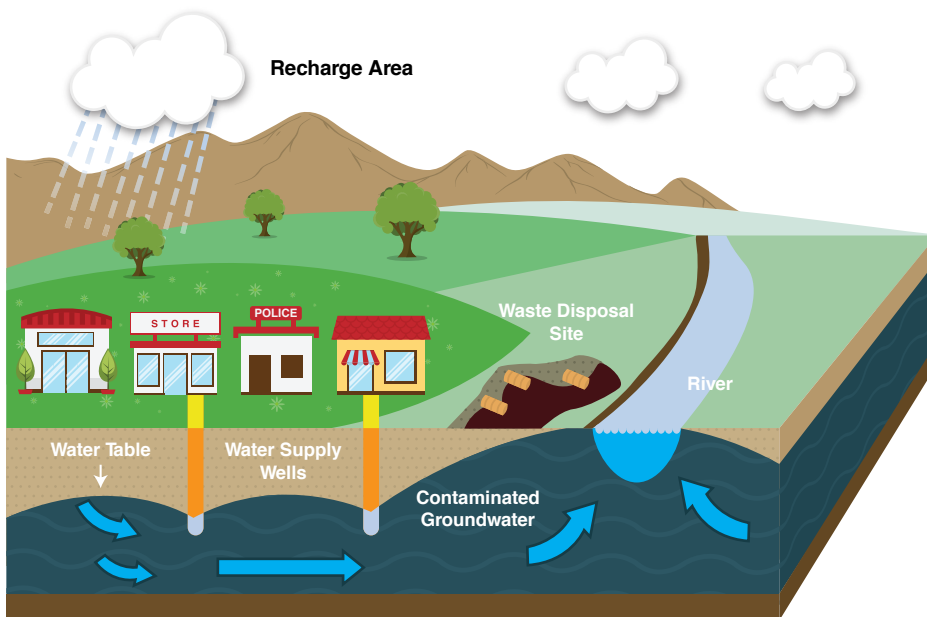 Recharge Area
POLICE
STORE
Waste Disposal
Site
River
Water Table
Water Supply
Wells
Contaminated
Groundwater